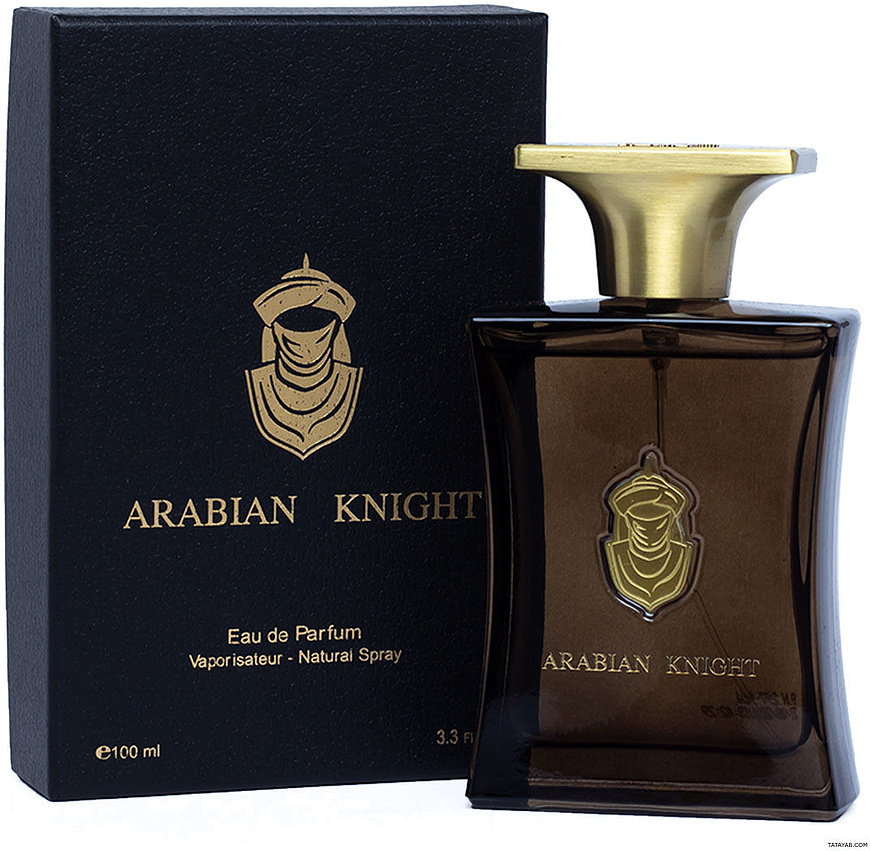 ARABIAN KNIGHT
Eau de Parfum
Vaporisateur - Natural Spray
℮100 ml
3.3 Fl
ARABIAN KNIGHT
TATAYAB.COM